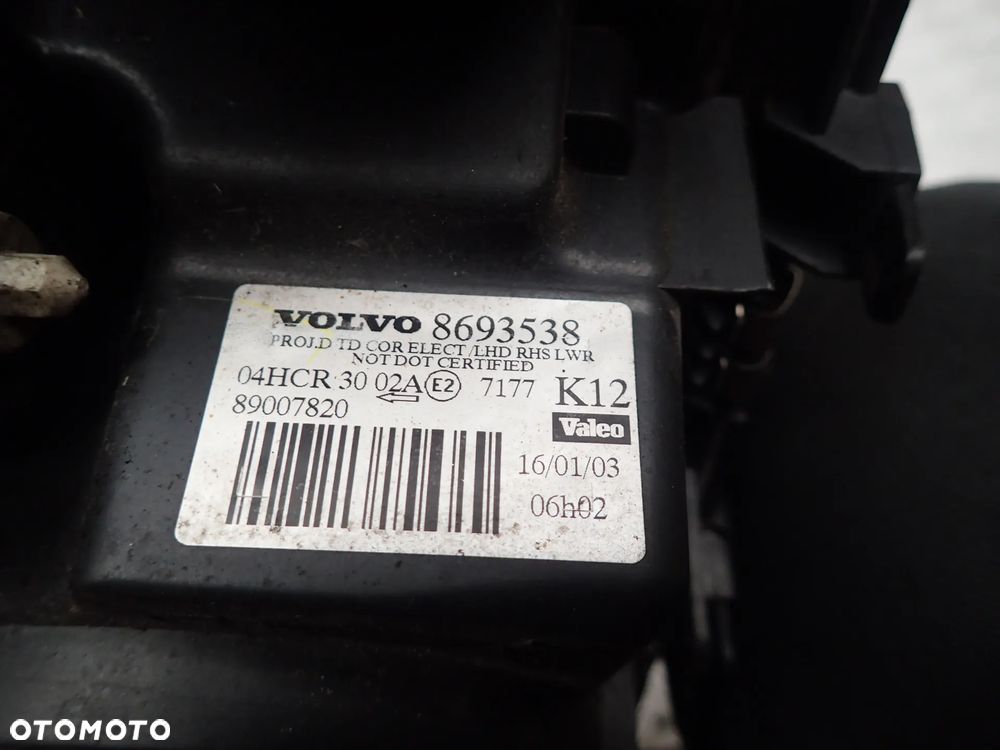 VOLVO 8693538
PROJ.D TD COR ELECT /LHD RHS LWR
NOT DOT CERTIFIED
04HCR 30 02A E2 7177 K12
89007820
Valeo
16/01/03
06h02
OTOMOTO